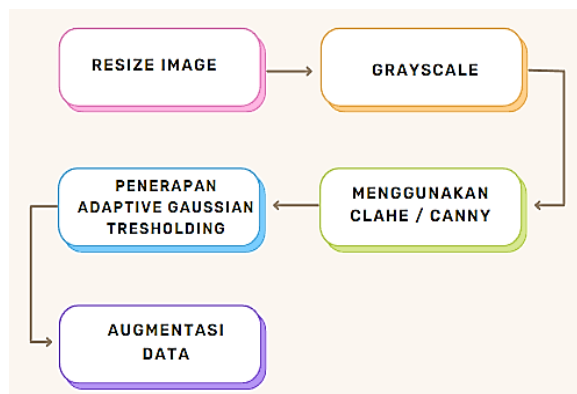 RESIZE IMAGE
GRAYSCALE
MENGGUNAKAN
CLAHE / CANNY
PENERAPAN
ADAPTIVE GAUSSIAN
TRESHOLDING
AUGMENTASI
DATA